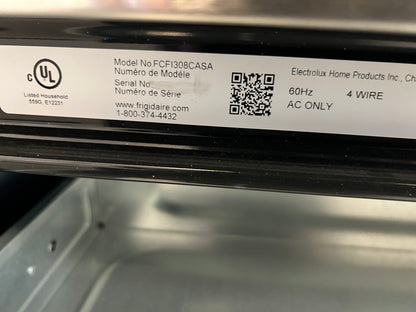 C UL
Listed Household
559G, E12231
Model No FCFI308CASA
Numéro de Modèle
Serial No
Numéro de Série
www.frigidaire.com
1-800-374-4432
Electrolux Home Products Inc., Ch
60Hz 4 WIRE
AC ONLY